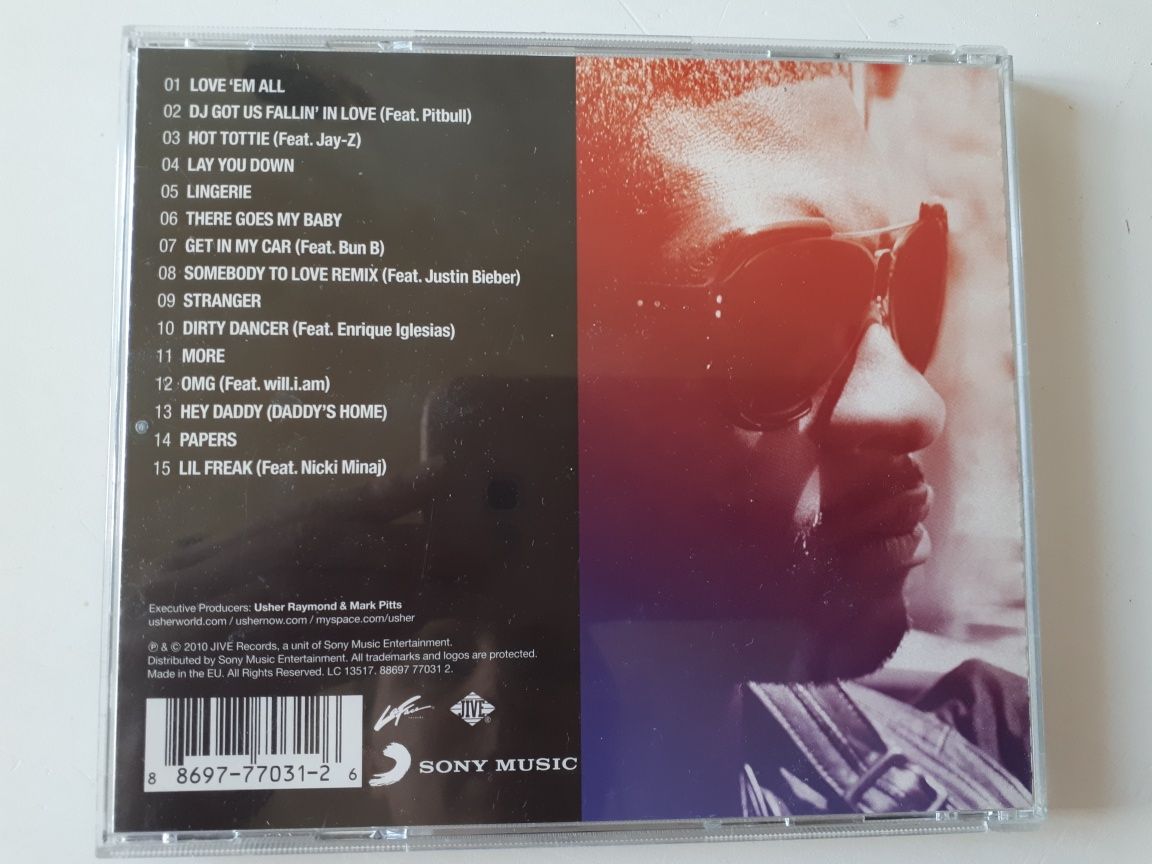 01 LOVE 'EM ALL
02 DJ GOT US FALLIN' IN LOVE (Feat. Pitbull)
03 HOT TOTTIE (Feat. Jay-Z)
04 LAY YOU DOWN
05 LINGERIE
06 THERE GOES MY BABY
07 GET IN MY CAR (Feat. Bun B)
08 SOMEBODY TO LOVE REMIX (Feat. Justin Bieber)
09 STRANGER
10 DIRTY DANCER (Feat. Enrique Iglesias)
11 MORE
12 OMG (Feat. will.i.am)
13 HEY DADDY (DADDY'S HOME)
14 PAPERS
15 LIL FREAK (Feat. Nicki Minaj)
Executive Producers: Usher Raymond & Mark Pitts
usherworld.com / ushernow.com / myspace.com/usher
℗ & © 2010 JIVE Records, a unit of Sony Music Entertainment.
Distributed by Sony Music Entertainment. All trademarks and logos are protected.
Made in the EU. All Rights Reserved. LC 13517. 88697 77031 2.
LaFace
JIVE
SONY MUSIC
8 8697-77031-2 6